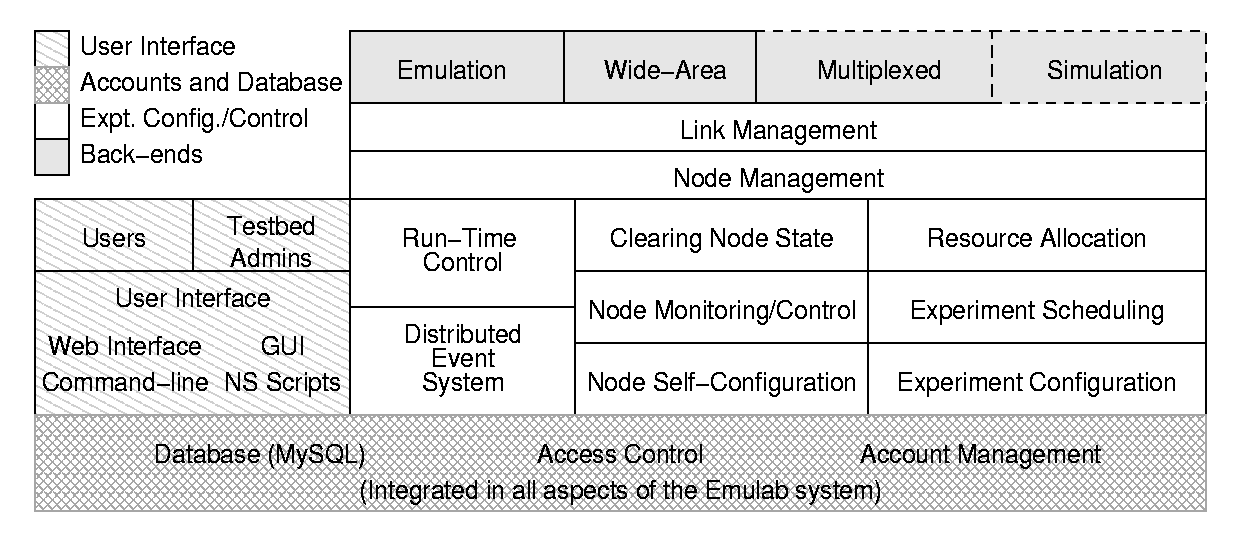 User Interface
Accounts and Database
Expt. Config./Control
Back−ends
Emulation
Wide−Area
Multiplexed
Simulation
Link Management
Node Management
Users
Testbed
Admins
User Interface
Web Interface GUI
Command−line NS Scripts
Run−Time
Control
Distributed
Event
System
Clearing Node State
Node Monitoring/Control
Node Self−Configuration
Resource Allocation
Experiment Scheduling
Experiment Configuration
Database (MySQL) Access Control Account Management
(Integrated in all aspects of the Emulab system)